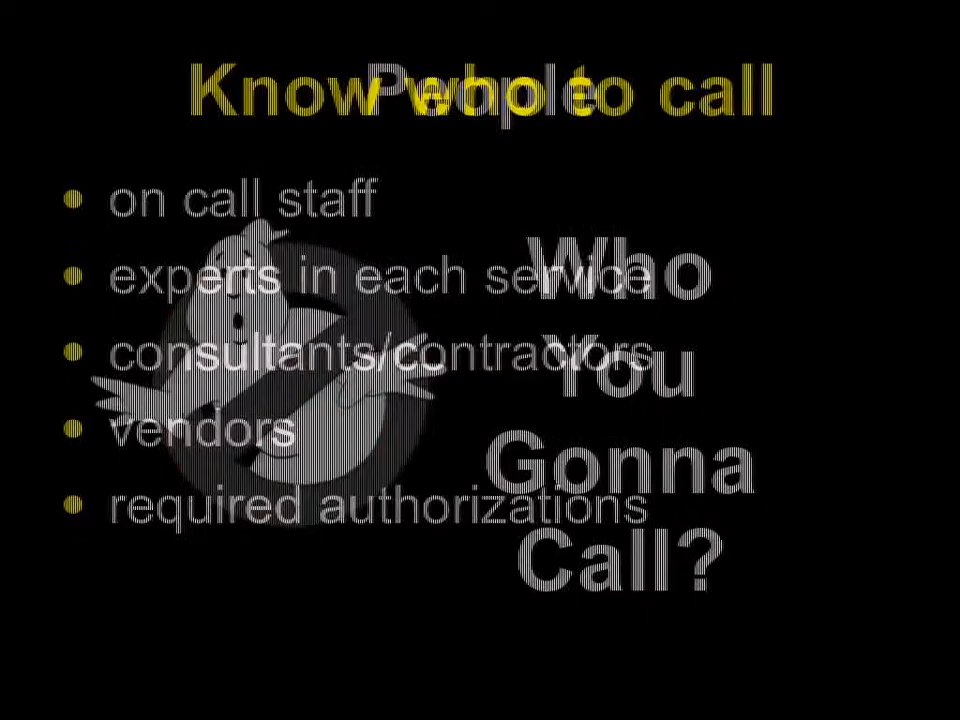 People
Know who to call
• on call staff
• experts in each service
• consultants/contractors
• vendors
• required authorizations
Who
You
Gonna
Call?